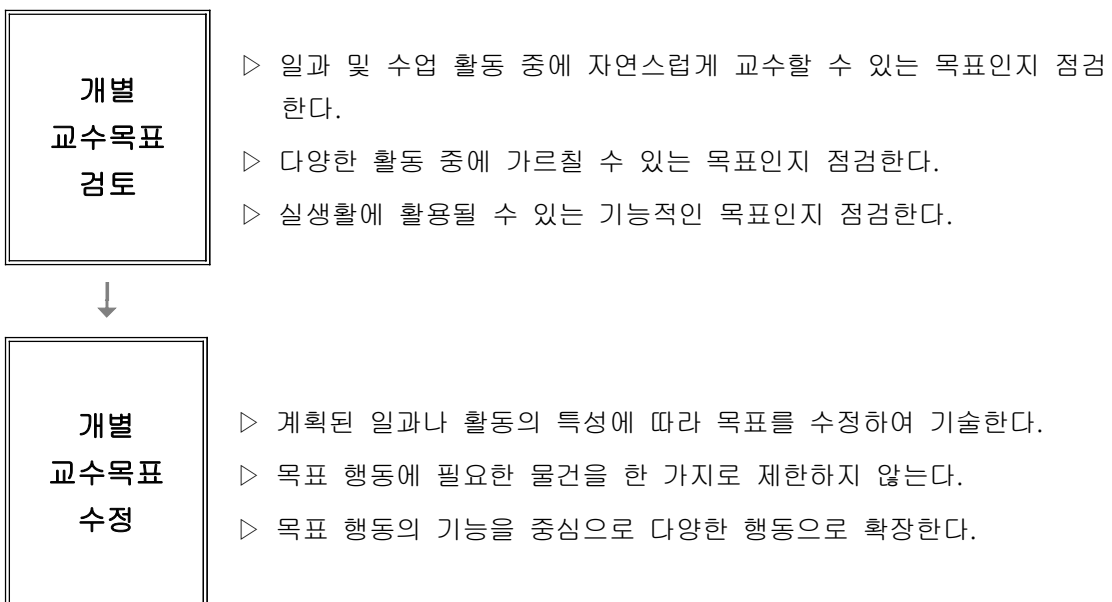 개별
교수목표
검토
▷ 일과 및 수업 활동 중에 자연스럽게 교수할 수 있는 목표인지 점검
한다.
▷ 다양한 활동 중에 가르칠 수 있는 목표인지 점검한다.
▷ 실생활에 활용될 수 있는 기능적인 목표인지 점검한다.
↓
개별
교수목표
수정
▷ 계획된 일과나 활동의 특성에 따라 목표를 수정하여 기술한다.
▷ 목표 행동에 필요한 물건을 한 가지로 제한하지 않는다.
▷ 목표 행동의 기능을 중심으로 다양한 행동으로 확장한다.